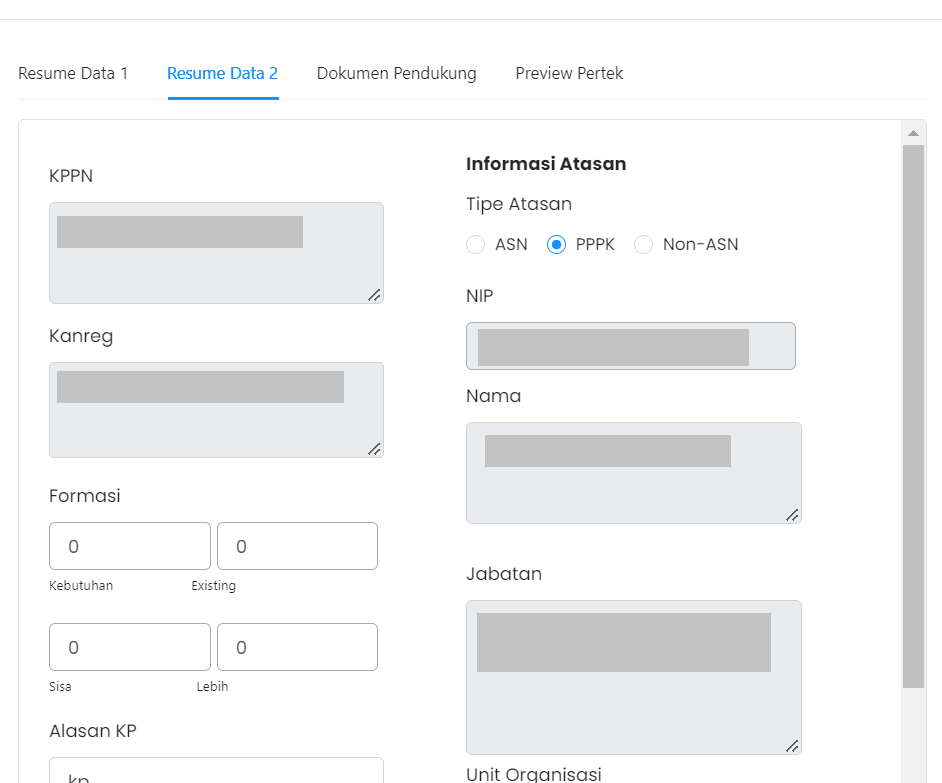 Resume Data 1 Resume Data 2 Dokumen Pendukung Preview Pertek
KPPN
Kanreg
Formasi
0 0
Kebutuhan Existing
0 0
Sisa Lebih
Alasan KP
kp
Informasi Atasan
Tipe Atasan
ASN PPPK Non-ASN
NIP
Nama
Jabatan
Unit Organisasi